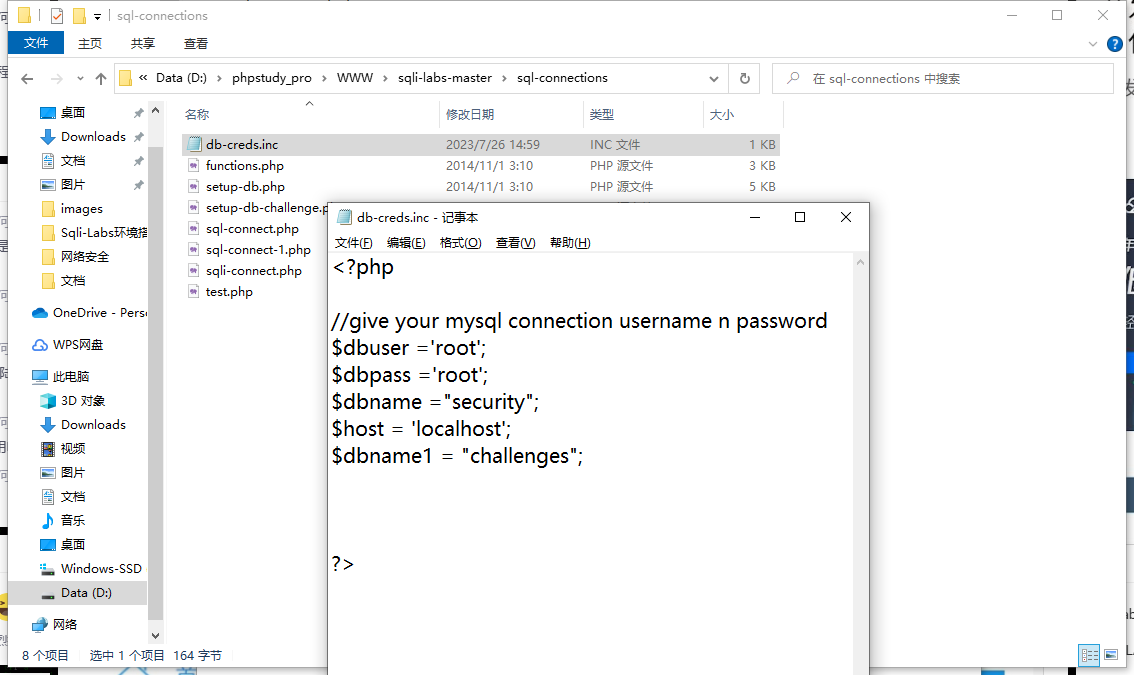 sql-connections
文件 主页 共享 查看
« Data (D:) › phpstudy_pro › WWW › sqli-labs-master › sql-connections
在 sql-connections 中搜索
名称 修改日期 类型 大小
桌面
Downloads
文档
图片
images
Sqli-Labs环境搭
网络安全
文档
OneDrive - Perso
WPS网盘
此电脑
3D 对象
Downloads
视频
图片
文档
音乐
桌面
Windows-SSD
Data (D:)
网络
db-creds.inc 2023/7/26 14:59 INC 文件 1 KB
functions.php 2014/11/1 3:10 PHP 源文件 3 KB
setup-db.php 2014/11/1 3:10 PHP 源文件 5 KB
setup-db-challenge.p
sql-connect.php
sql-connect-1.php
sqli-connect.php
test.php
db-creds.inc - 记事本
文件(F) 编辑(E) 格式(O) 查看(V) 帮助(H)
<?php
//give your mysql connection username n password
$dbuser ='root';
$dbpass ='root';
$dbname ="security";
$host = 'localhost';
$dbname1 = "challenges";
?>
8 个项目 选中 1 个项目 164 字节